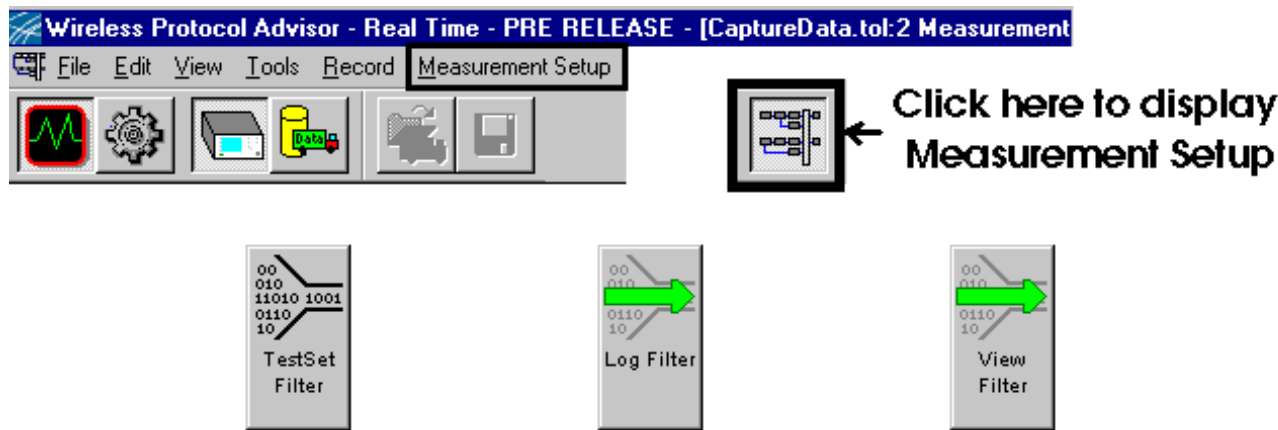 Wireless Protocol Advisor - Real Time - PRE RELEASE - [CaptureData.tol:2 Measurement
File Edit View Tools Record Measurement Setup
Data
Click here to display
Measurement Setup
00
010
11010 1001
0110
10
TestSet
Filter
00
010
0110
10
Log Filter
00
010
0110
10
View
Filter